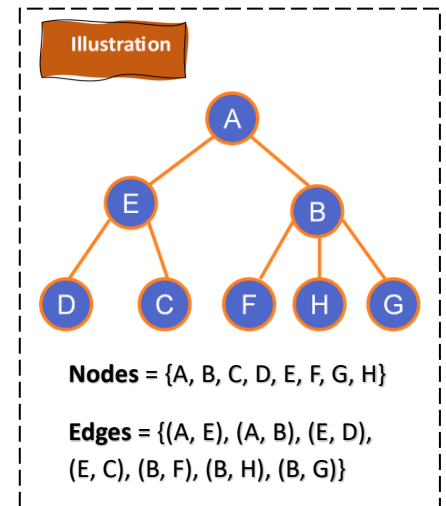 Illustration
A
E
B
D
C
F
H
G
Nodes = {A, B, C, D, E, F, G, H}
Edges = {(A, E), (A, B), (E, D),
(E, C), (B, F), (B, H), (B, G)}